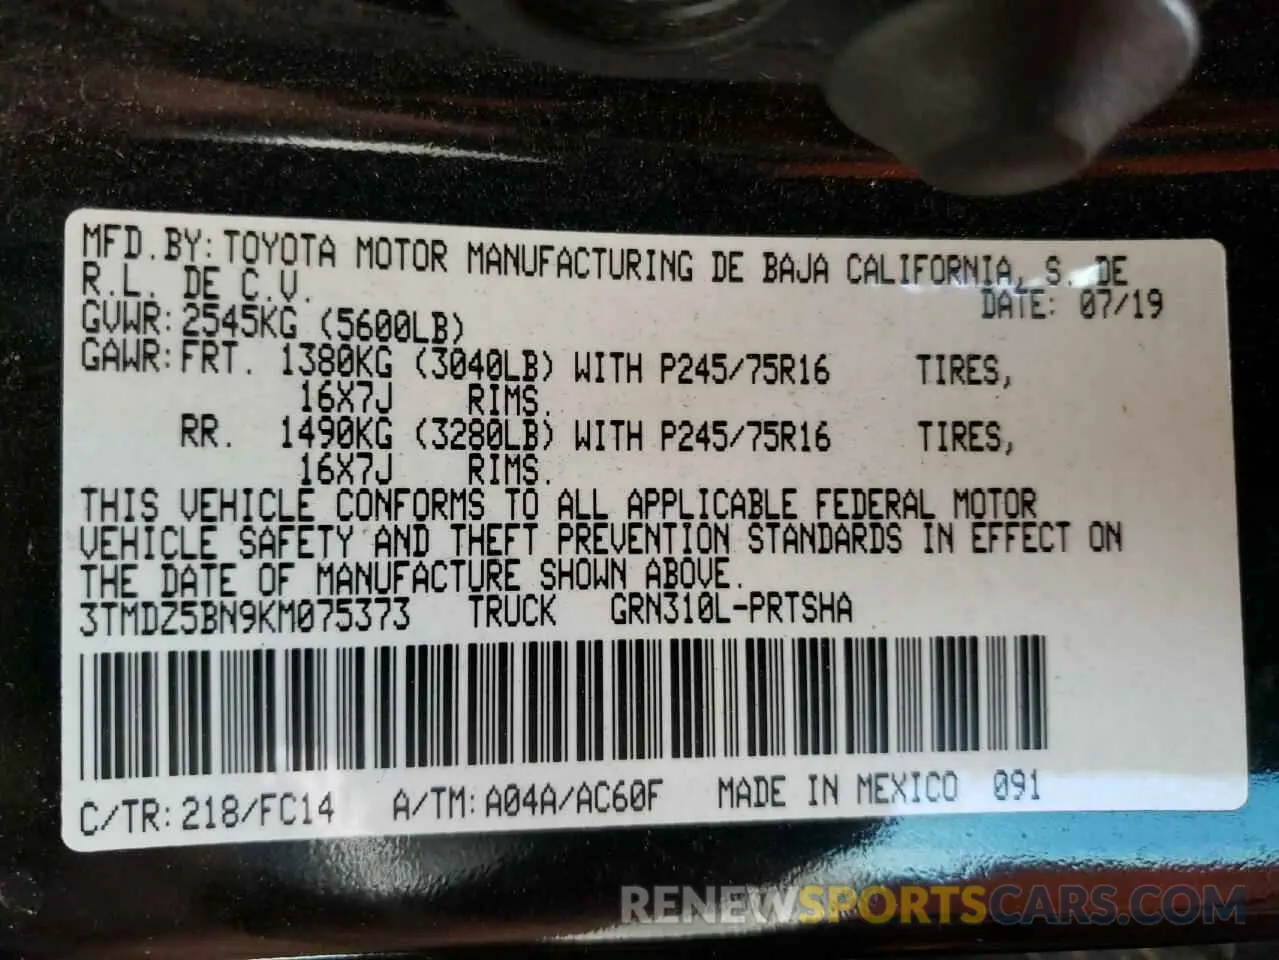 MFD.BY:TOYOTA MOTOR MANUFACTURING DE BAJA CALIFORNIA, S. DE
R.L. DE C.V.
DATE: 07/19
GVWR:2545KG (5600LB)
GAWR:FRT. 1380KG (3040LB) WITH P245/75R16 TIRES,
16X7J RIMS.
RR. 1490KG (3280LB) WITH P245/75R16 TIRES,
16X7J RIMS.
THIS VEHICLE CONFORMS TO ALL APPLICABLE FEDERAL MOTOR
VEHICLE SAFETY AND THEFT PREVENTION STANDARDS IN EFFECT ON
THE DATE OF MANUFACTURE SHOWN ABOVE.
3TMDZ5BN9KM075373 TRUCK GRN310L-PRTSHA
C/TR:218/FC14 A/TM:A04A/AC60F MADE IN MEXICO 091
RENEWSPORTSCARS.COM